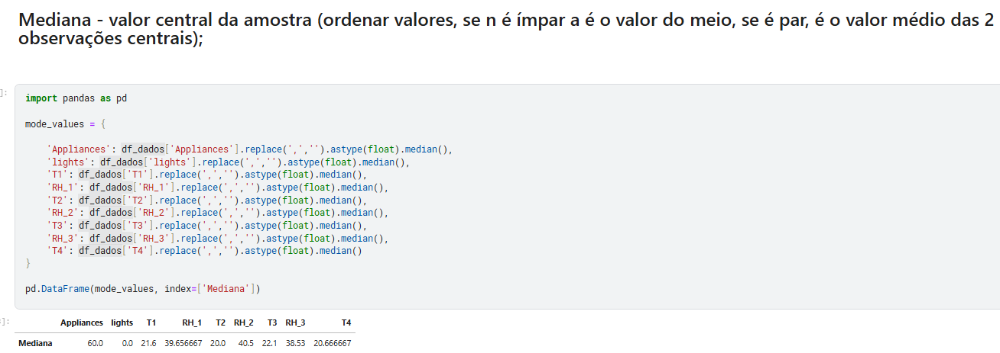 Mediana - valor central da amostra (ordenar valores, se n é ímpar a é o valor do meio, se é par, é o valor médio das 2
observações centrais);
]:
import pandas as pd
mode_values = {
'Appliances': df_dados['Appliances'].replace(',','').astype(float).median(),
'lights': df_dados['lights'].replace(',','').astype(float).median(),
'T1': df_dados['T1'].replace(',','').astype(float).median(),
'RH_1': df_dados['RH_1'].replace(',','').astype(float).median(),
'T2': df_dados['T2'].replace(',','').astype(float).median(),
'RH_2': df_dados['RH_2'].replace(',','').astype(float).median(),
'T3': df_dados['T3'].replace(',','').astype(float).median(),
'RH_3': df_dados['RH_3'].replace(',','').astype(float).median(),
'T4': df_dados['T4'].replace(',','').astype(float).median()
}
pd.DataFrame(mode_values, index=['Mediana'])
]:
Appliances lights T1 RH_1 T2 RH_2 T3 RH_3 T4
Mediana 60.0 0.0 21.6 39.656667 20.0 40.5 22.1 38.53 20.666667